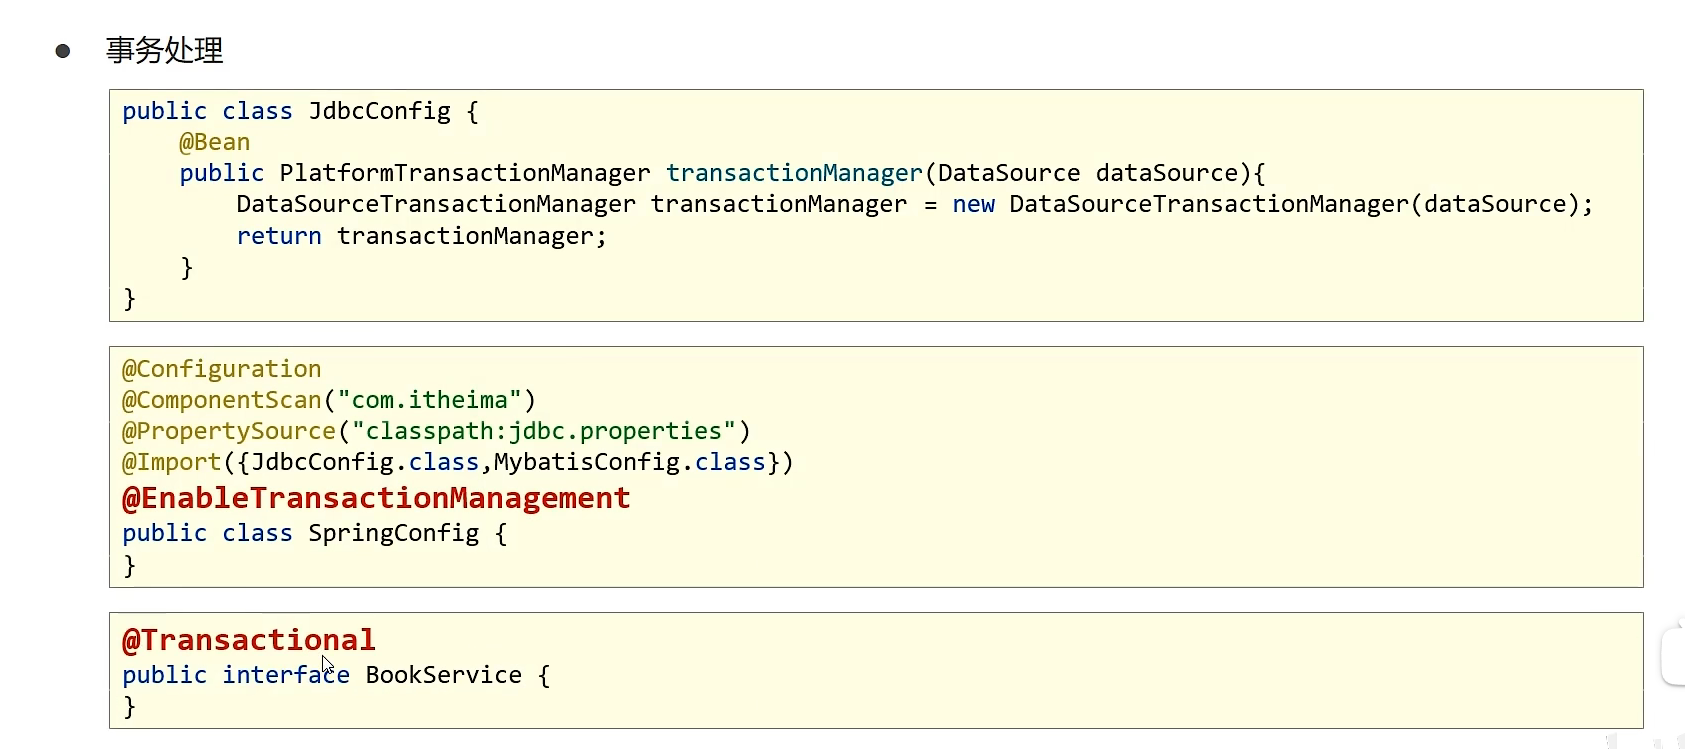 事务处理
public class JdbcConfig {
@Bean
public PlatformTransactionManager transactionManager(DataSource dataSource){
DataSourceTransactionManager transactionManager = new DataSourceTransactionManager(dataSource);
return transactionManager;
}
}
@Configuration
@ComponentScan("com.itheima")
@PropertySource("classpath:jdbc.properties")
@Import({JdbcConfig.class,MybatisConfig.class})
@EnableTransactionManagement
public class SpringConfig {
}
@Transactional
public interface BookService {
}